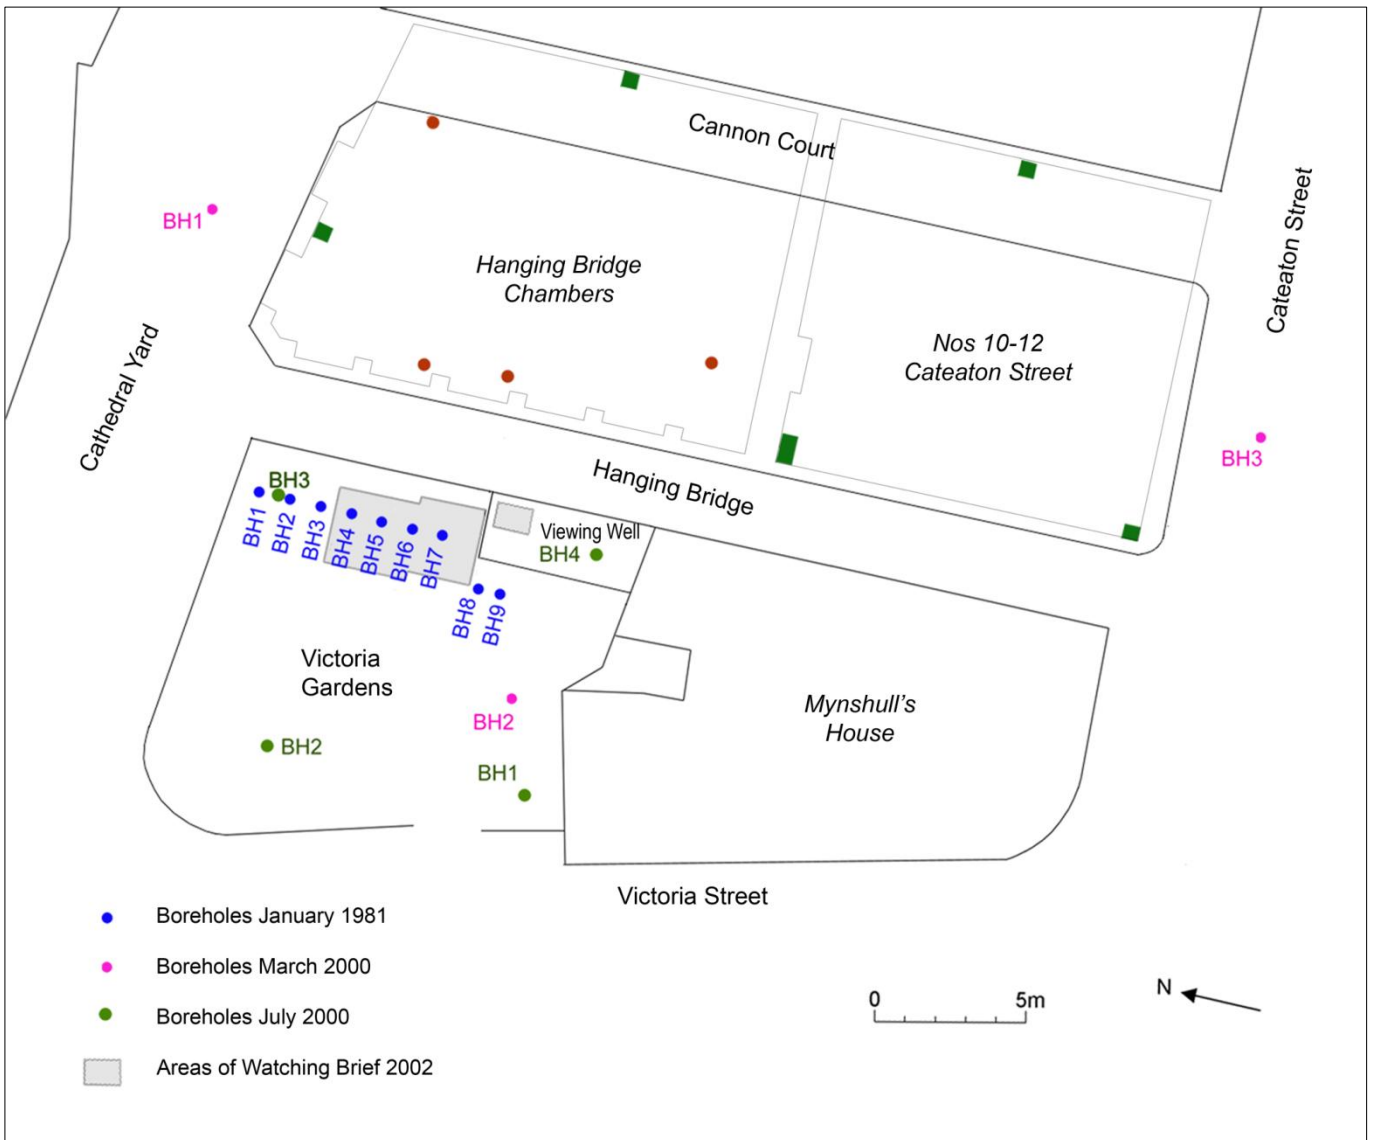 Cannon Court
Cateaton Street
BH1
Hanging Bridge
Chambers
Nos 10-12
Cateaton Street
Cathedral Yard
BH3
Hanging Bridge
BH3
BH1
BH2
BH3
BH4
BH5
BH6
BH7
Viewing Well
BH4
BH8
BH9
Victoria
Gardens
BH2
Mynshull's
House
BH2
BH1
Victoria Street
Boreholes January 1981
Boreholes March 2000
Boreholes July 2000
Areas of Watching Brief 2002
0 5m
N